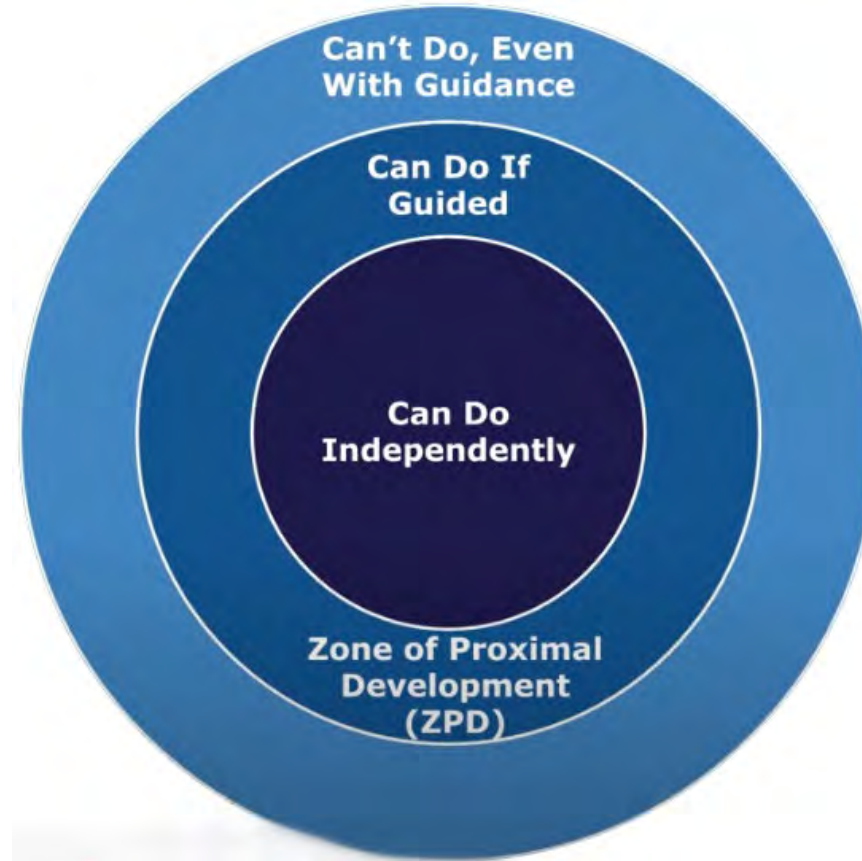 Can't Do, Even
With Guidance
Can Do If
Guided
Can Do
Independently
Zone of Proximal
Development
(ZPD)